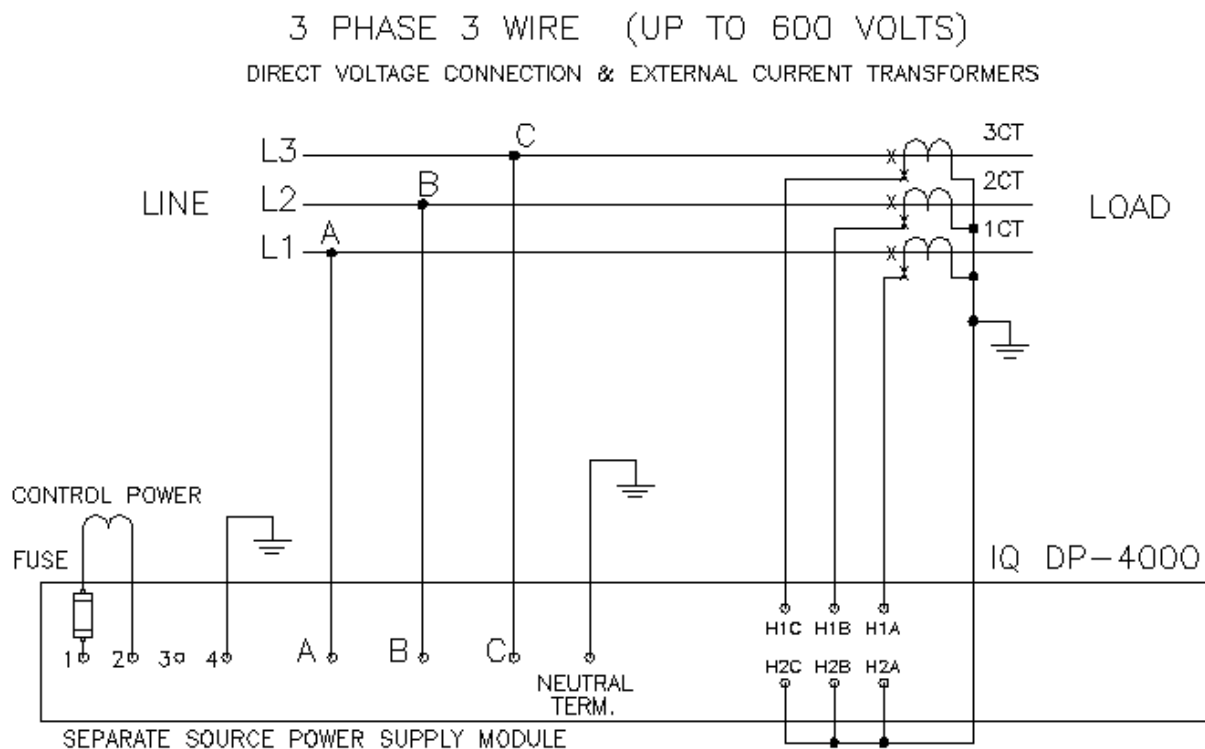 3 PHASE 3 WIRE (UP TO 600 VOLTS)
DIRECT VOLTAGE CONNECTION & EXTERNAL CURRENT TRANSFORMERS
C
3CT
L3
B
2CT
LINE
L2
LOAD
A
1CT
L1
CONTROL POWER
FUSE
IQ DP-4000
H1C H1B H1A
1 2 3 4 A B C
H2C H2B H2A
NEUTRAL
TERM.
SEPARATE SOURCE POWER SUPPLY MODULE